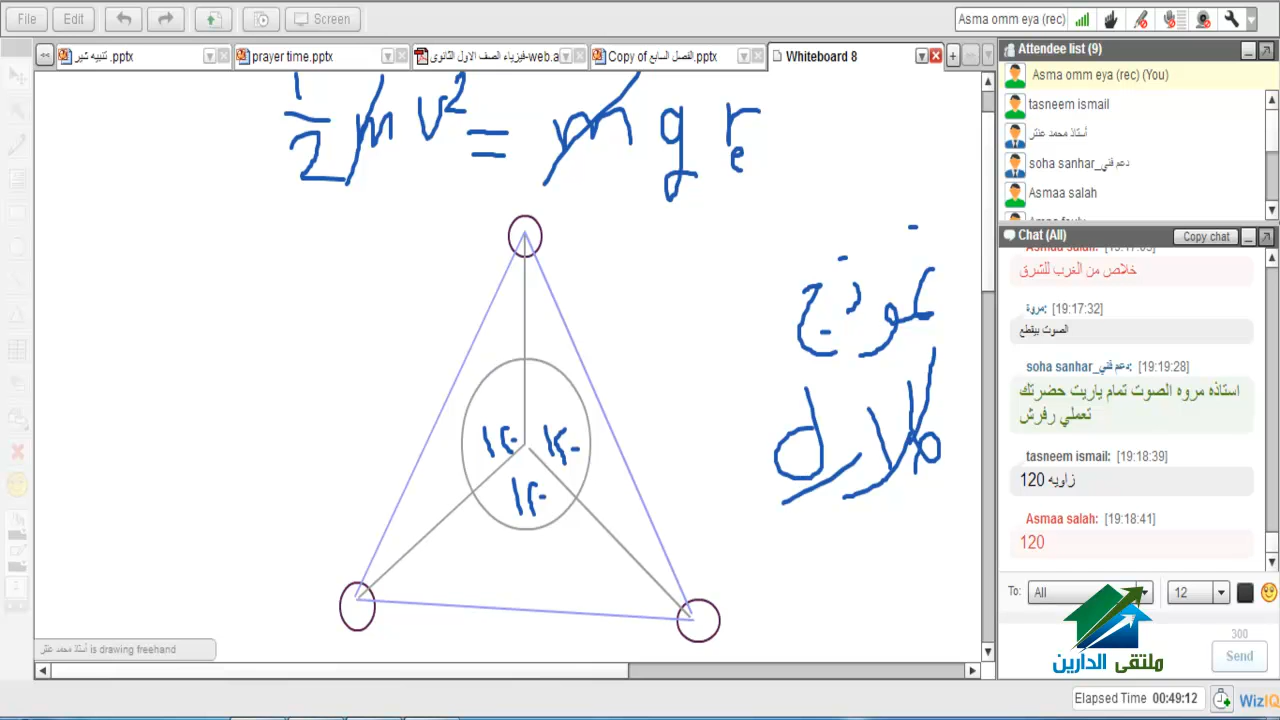 File Edit Screen Asma omm eya (rec)
تنبيه .pptx prayer time.pptx فيزياء الصف الاول الثانوى-web.a Copy of الفصل السابع.pptx Whiteboard 8
Attendee list (9)
Asma omm eya (rec) (You)
tasneem ismail
أستاذ محمد عنتر
soha sanhar_دعم فني
Asmaa salah
1/2 m v² = m g r e
نموذج
كلارك
١٢٠ ١٢٠
١٢٠
أستاذ محمد عنتر is drawing freehand
Chat (All) Copy chat
خلاص من الغرب للشرق
مروة: [19:17:32]
الصوت بيقطع
soha sanhar_دعم فني: [19:19:28]
استاذه مروه الصوت تمام ياريت حضرتك
تعملي رفرش
tasneem ismail: [19:18:39]
زاويه 120
Asmaa salah: [19:18:41]
120
To: All 12
300
Send
ملتقى الدارين
Elapsed Time 00:49:12 WizIQ